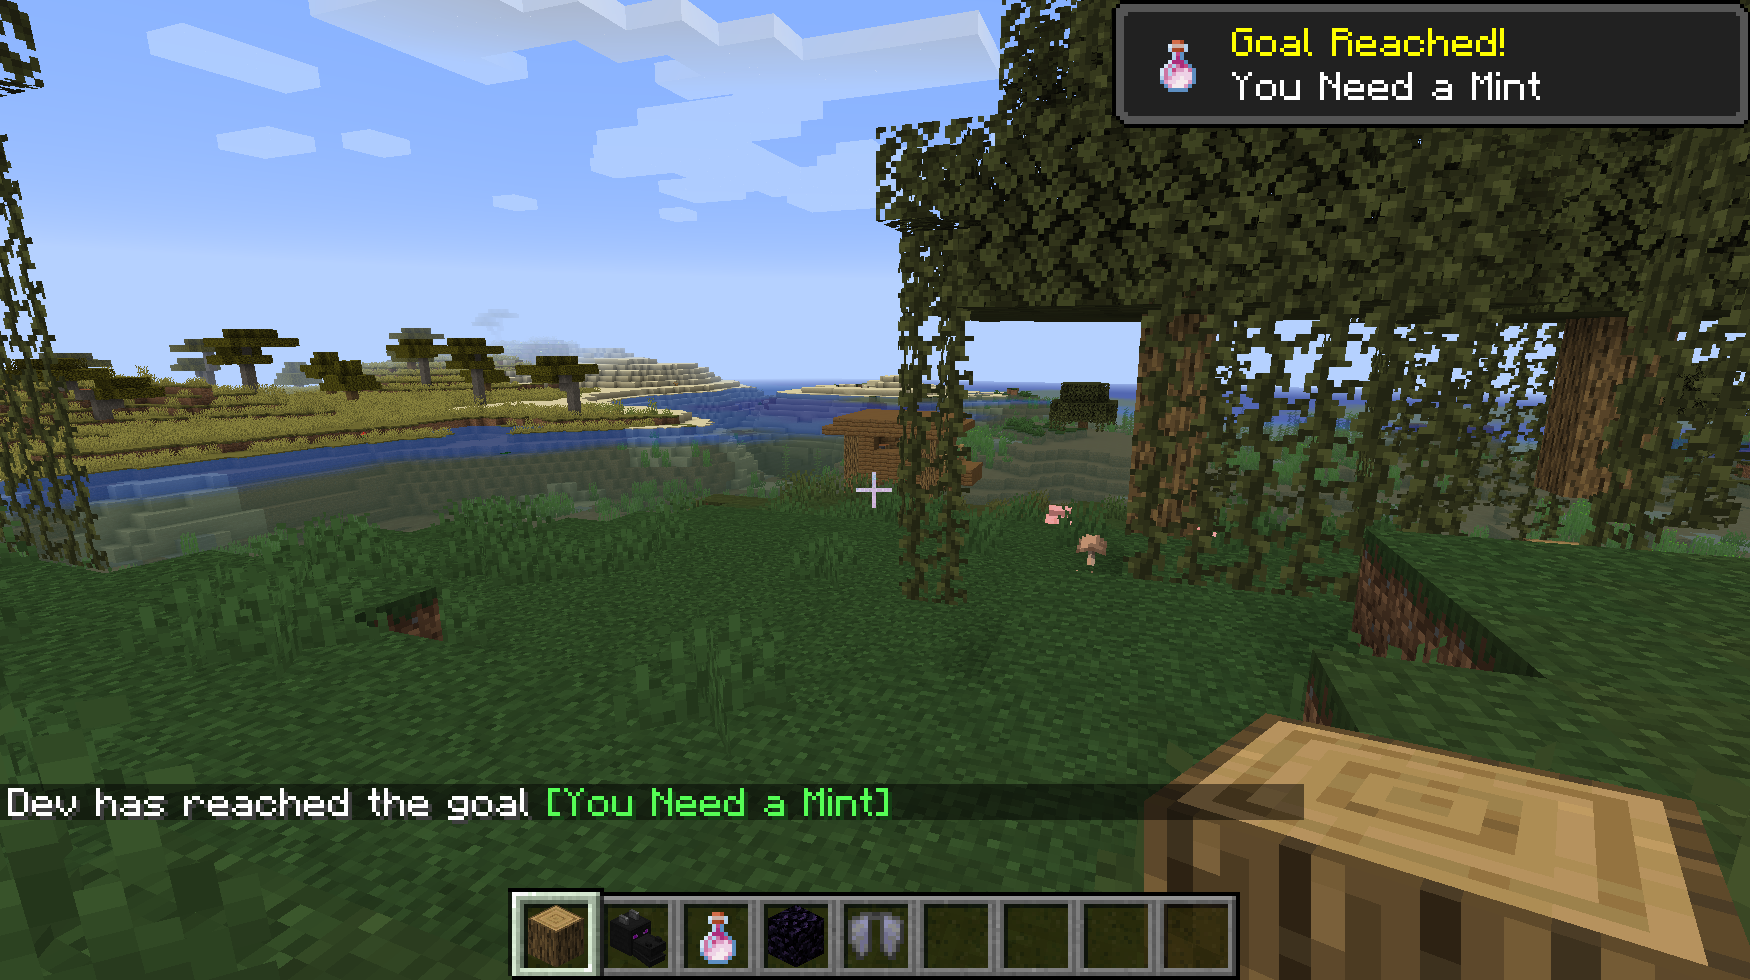 Goal Reached!
You Need a Mint
Dev has reached the goal [You Need a Mint]